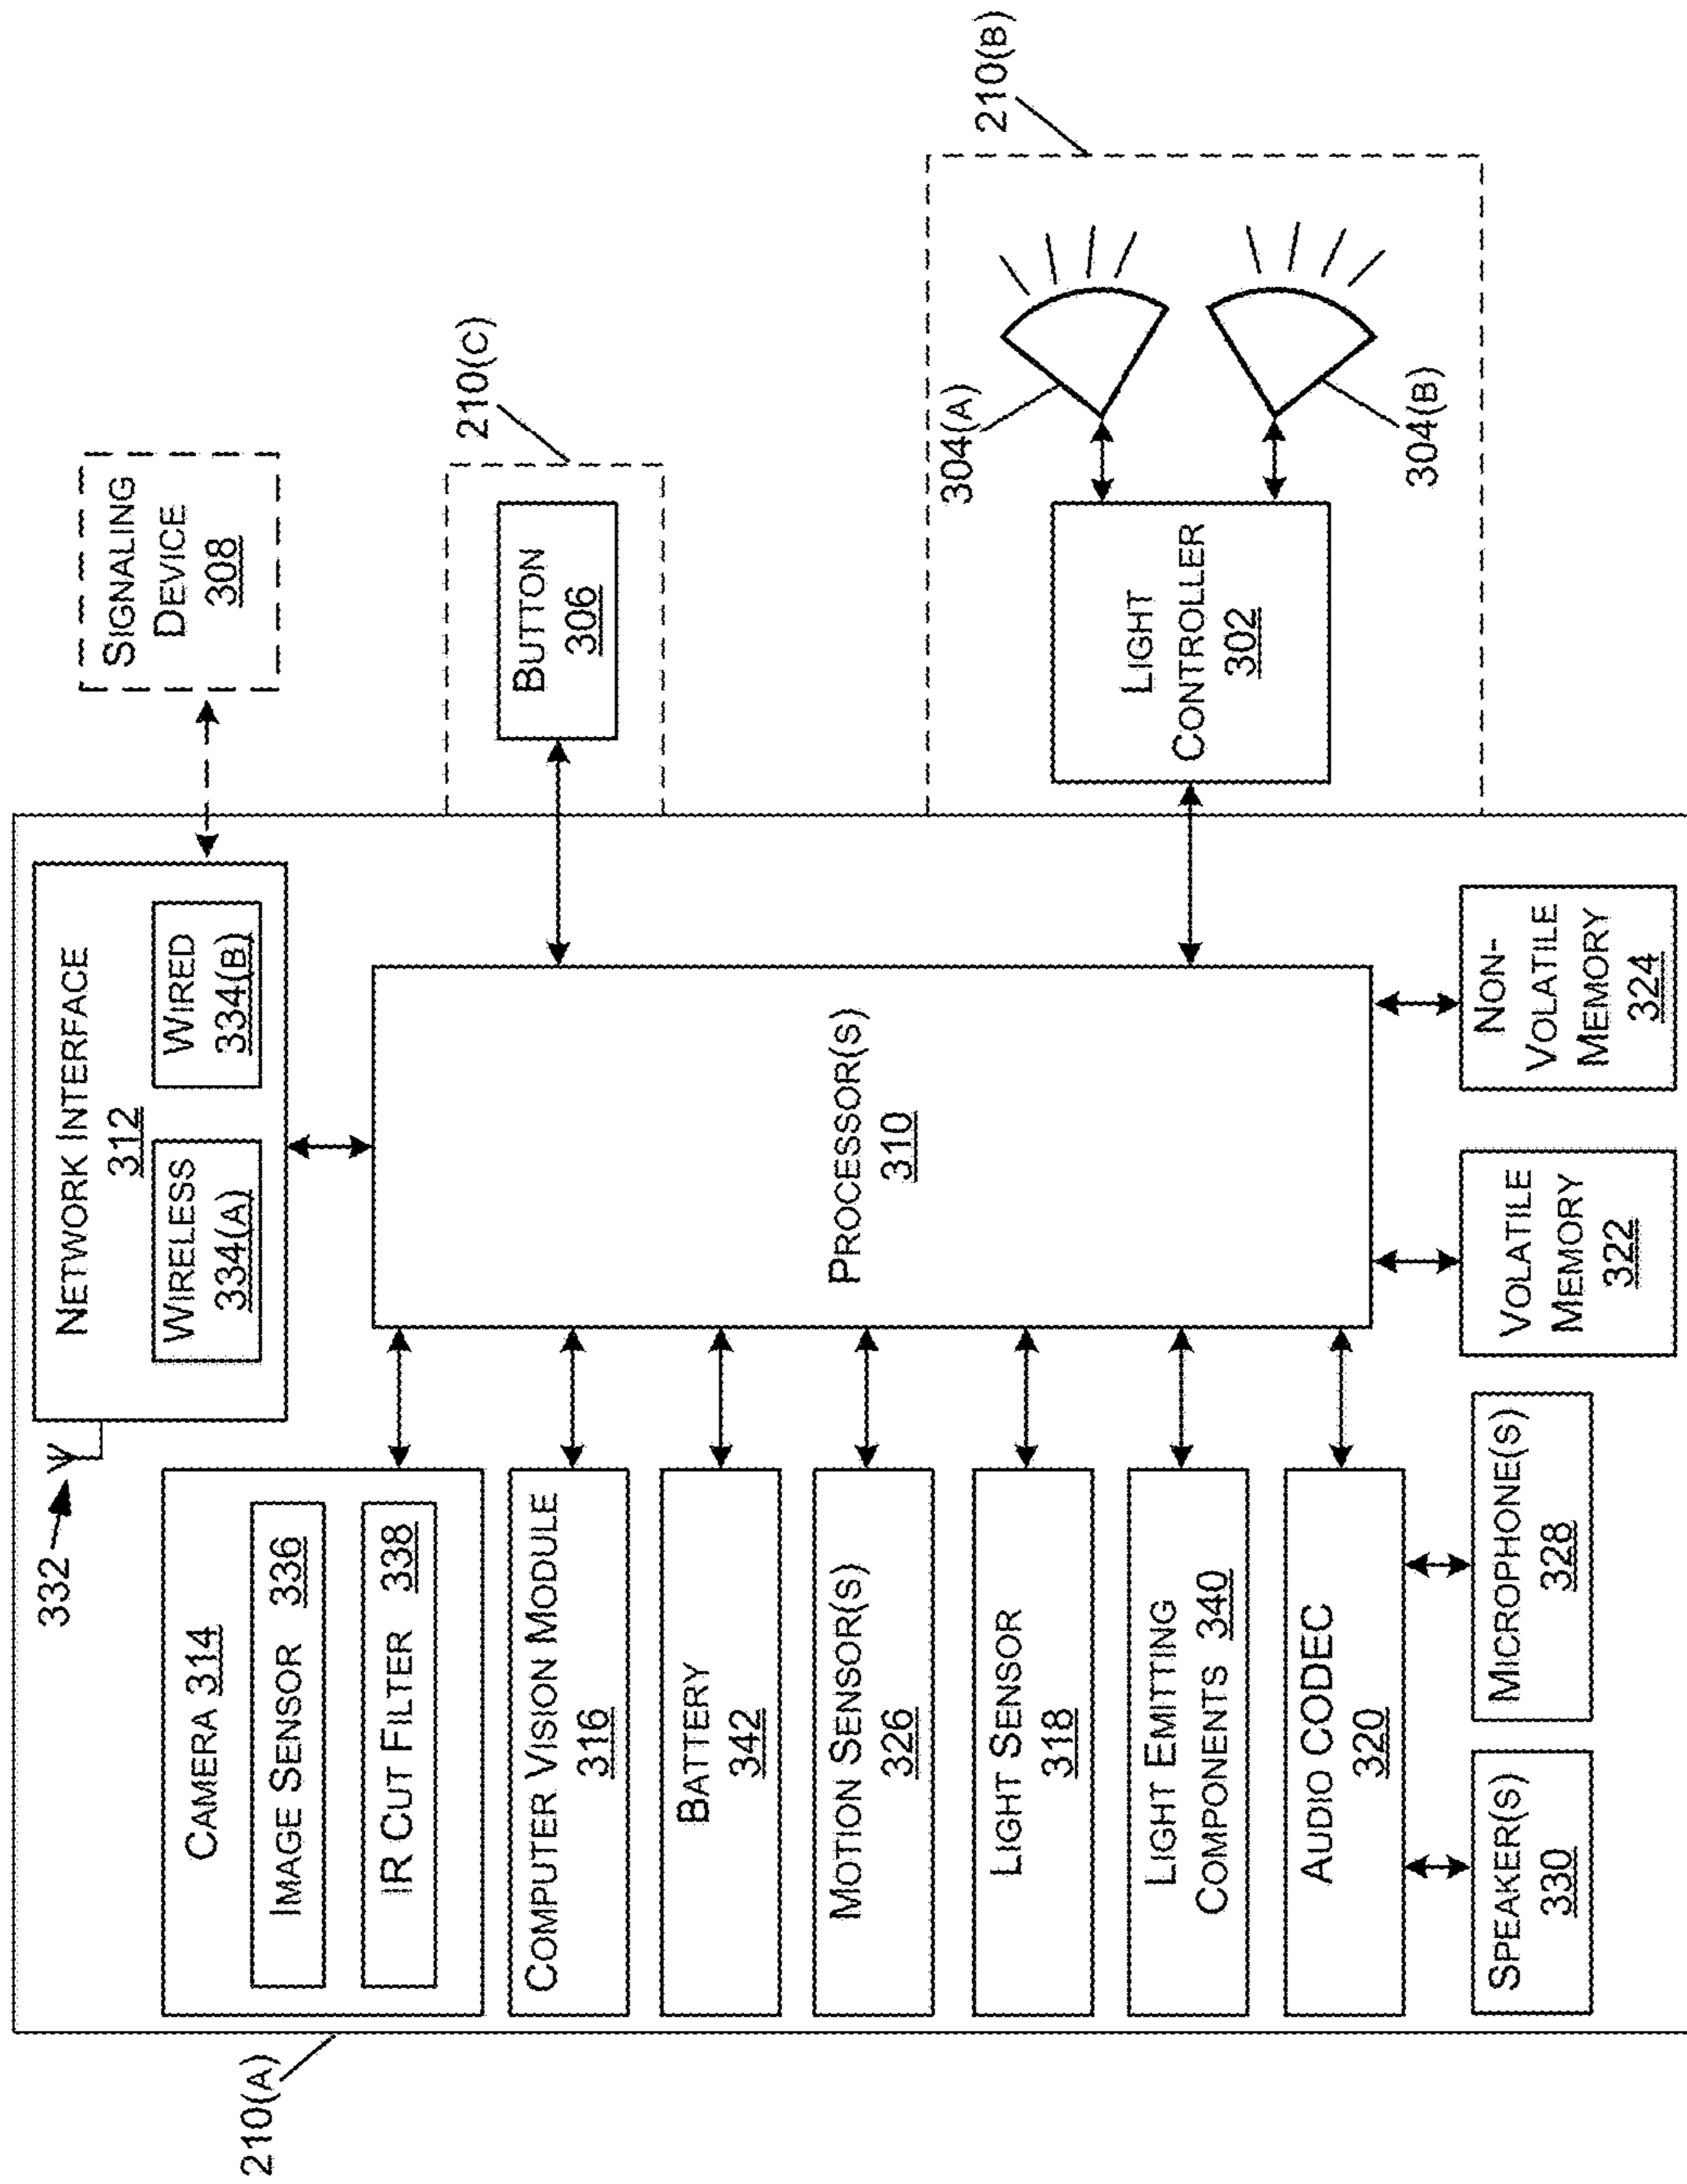 332
NETWORK INTERFACE
312
WIRELESS
334(A)
WIRED
334(B)
SIGNALING
DEVICE
308
210(A)
CAMERA 314
IMAGE SENSOR 336
IR CUT FILTER 338
COMPUTER VISION MODULE
316
BATTERY
342
MOTION SENSOR(S)
326
LIGHT SENSOR
318
LIGHT EMITTING
COMPONENTS 340
AUDIO CODEC
320
SPEAKER(S)
330
MICROPHONE(S)
328
PROCESSOR(S)
310
VOLATILE
MEMORY
322
NON-
VOLATILE
MEMORY
324
210(C)
BUTTON
306
210(B)
LIGHT
CONTROLLER
302
304(A)
304(B)